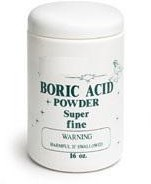 BORIC ACID
POWDER
Super
fine
WARNING
HARMFUL IF SWALLOWED
16 oz.